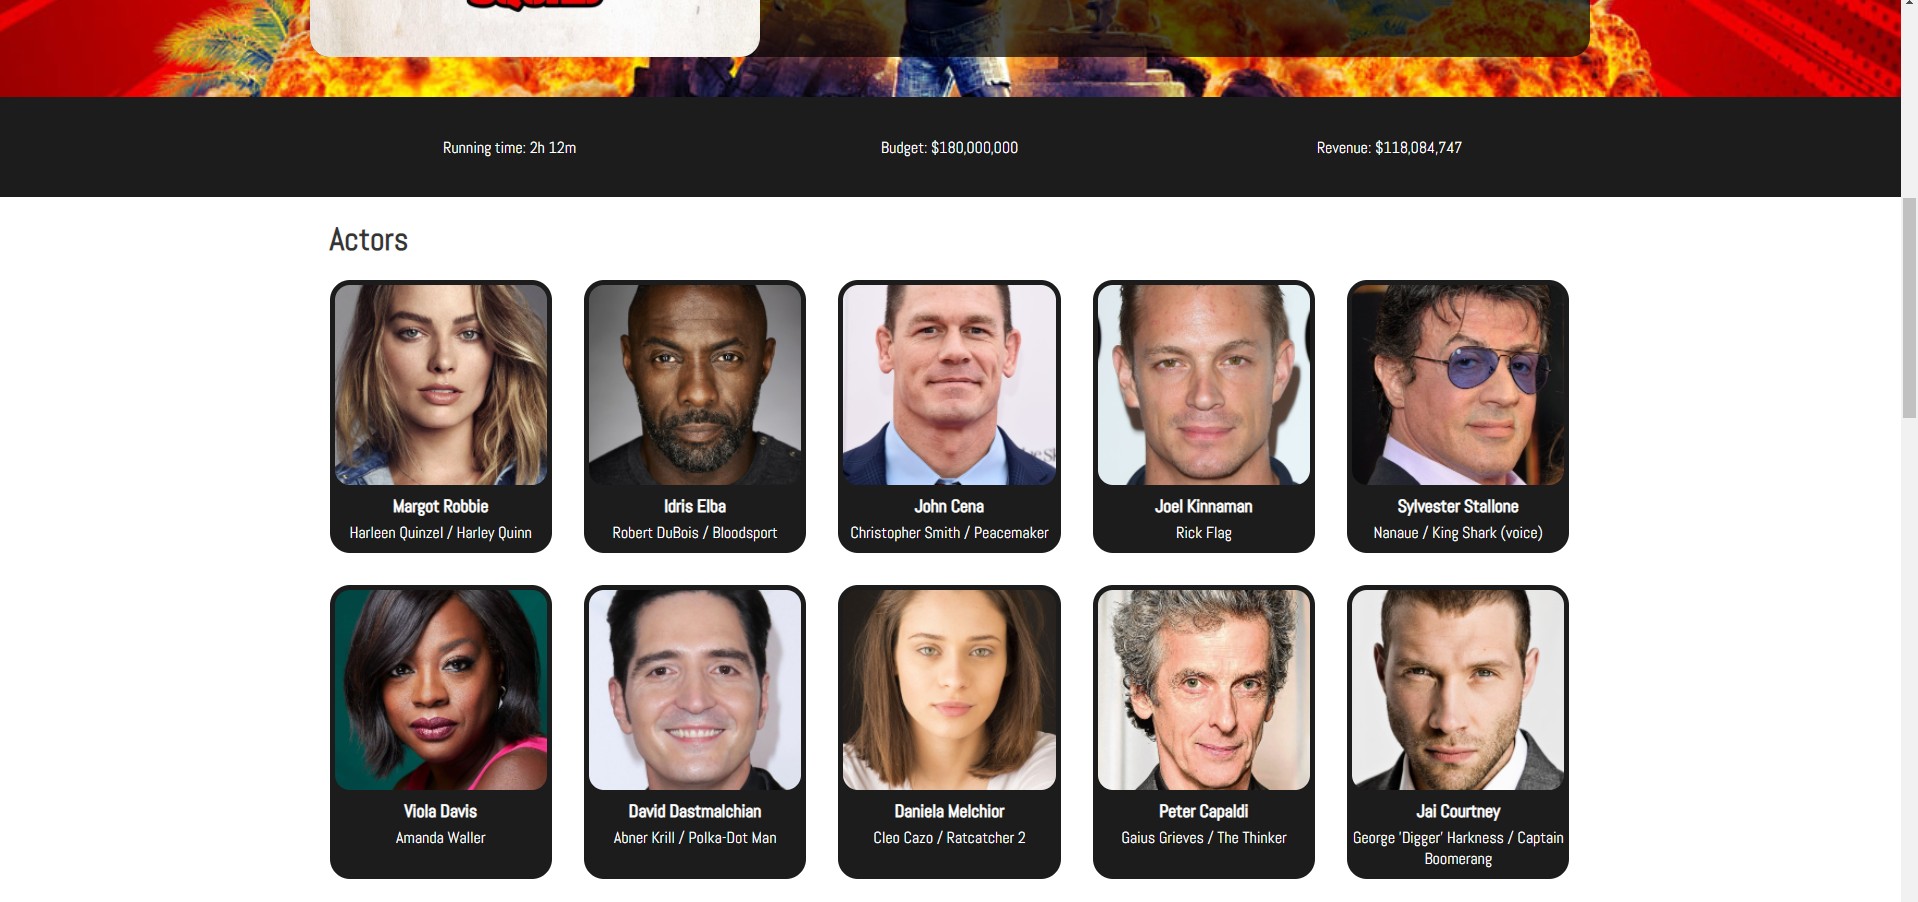 SQUAD
Running time: 2h 12m
Budget: $180,000,000
Revenue: $118,084,747
Actors
Margot Robbie
Harleen Quinzel / Harley Quinn
Idris Elba
Robert DuBois / Bloodsport
John Cena
Christopher Smith / Peacemaker
Joel Kinnaman
Rick Flag
Sylvester Stallone
Nanaue / King Shark (voice)
Viola Davis
Amanda Waller
David Dastmalchian
Abner Krill / Polka-Dot Man
Daniela Melchior
Cleo Cazo / Ratcatcher 2
Peter Capaldi
Gaius Grieves / The Thinker
Jai Courtney
George 'Digger' Harkness / Captain
Boomerang